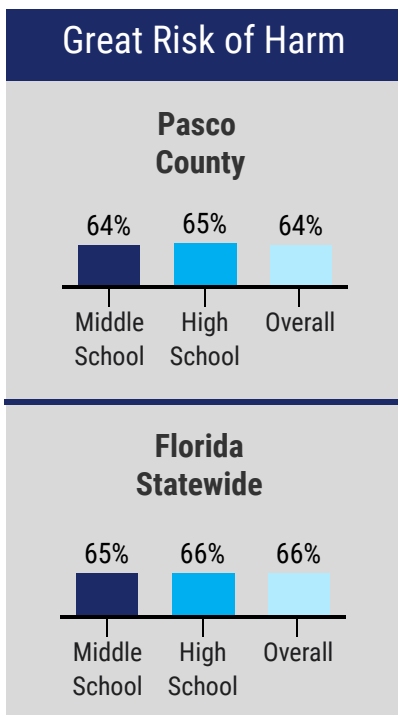 Great Risk of Harm
Pasco
County
64% 65% 64%
Middle High Overall
School School
Florida
Statewide
65% 66% 66%
Middle High Overall
School School